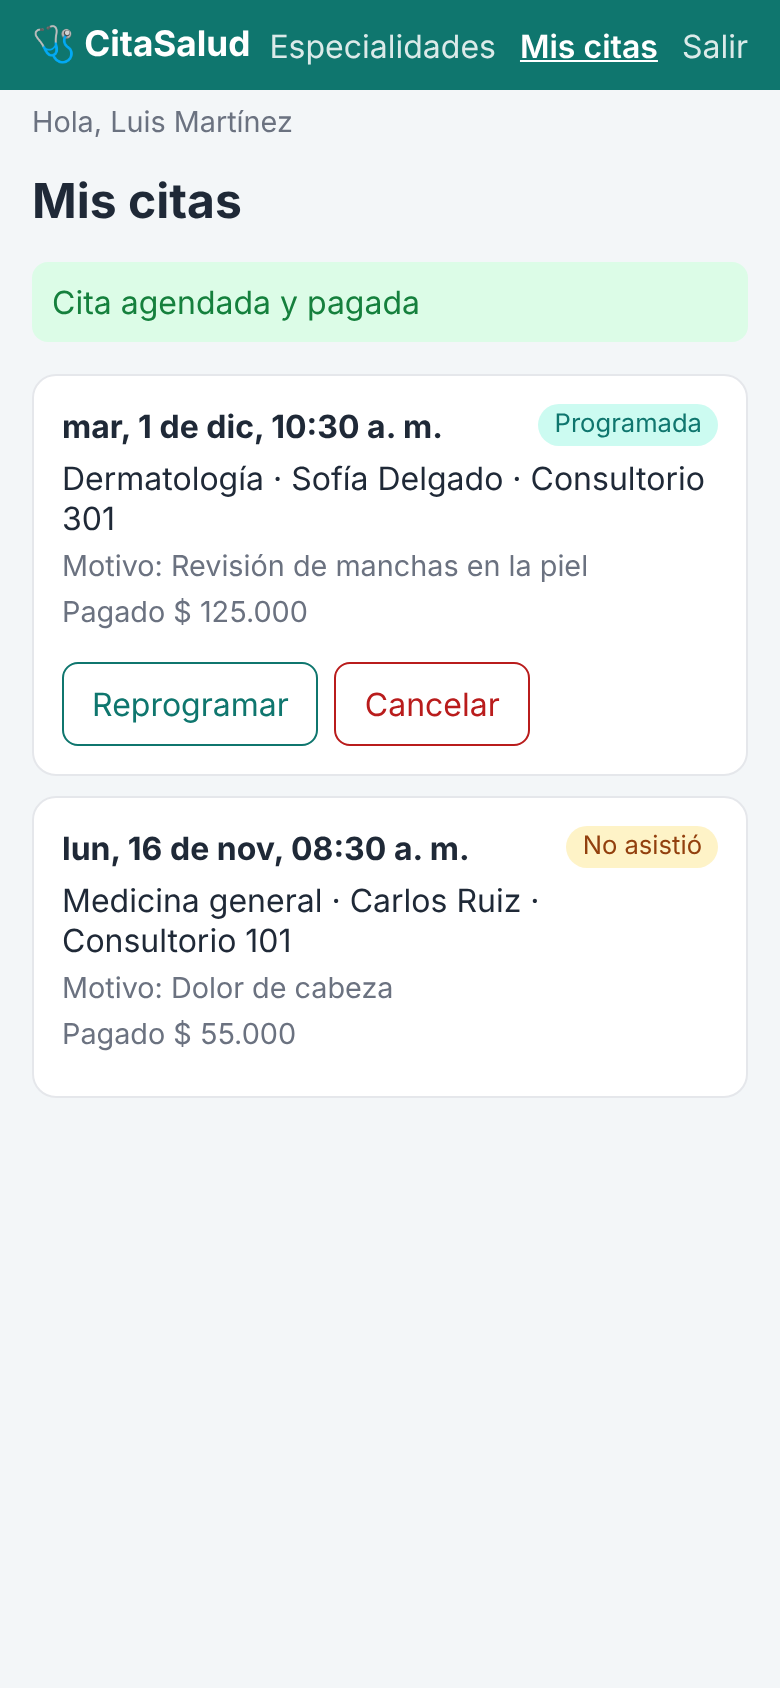 CitaSalud Especialidades Mis citas Salir
Hola, Luis Martínez
Mis citas
Cita agendada y pagada
mar, 1 de dic, 10:30 a. m. Programada
Dermatología · Sofía Delgado · Consultorio
301
Motivo: Revisión de manchas en la piel
Pagado $ 125.000
Reprogramar Cancelar
lun, 16 de nov, 08:30 a. m. No asistió
Medicina general · Carlos Ruiz ·
Consultorio 101
Motivo: Dolor de cabeza
Pagado $ 55.000